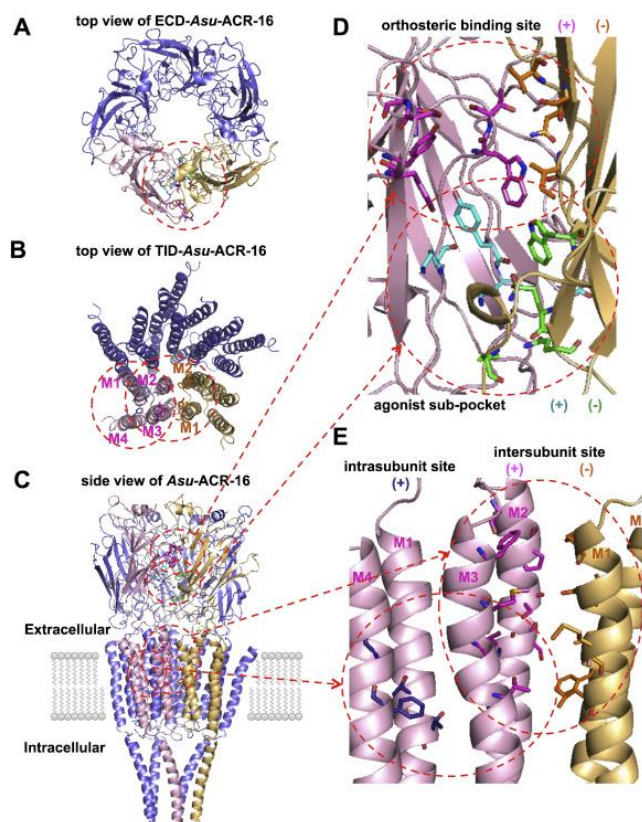 A
top view of ECD-Asu-ACR-16
B
top view of TID-Asu-ACR-16
M1
M2
M2
M4
M3
M1
C
side view of Asu-ACR-16
Extracellular
Intracellular
D
orthosteric binding site (+) (-)
agonist sub-pocket (+) (-)
E
intrasubunit site
(+)
intersubunit site
(+) (-)
M4
M1
M3
M2
M1